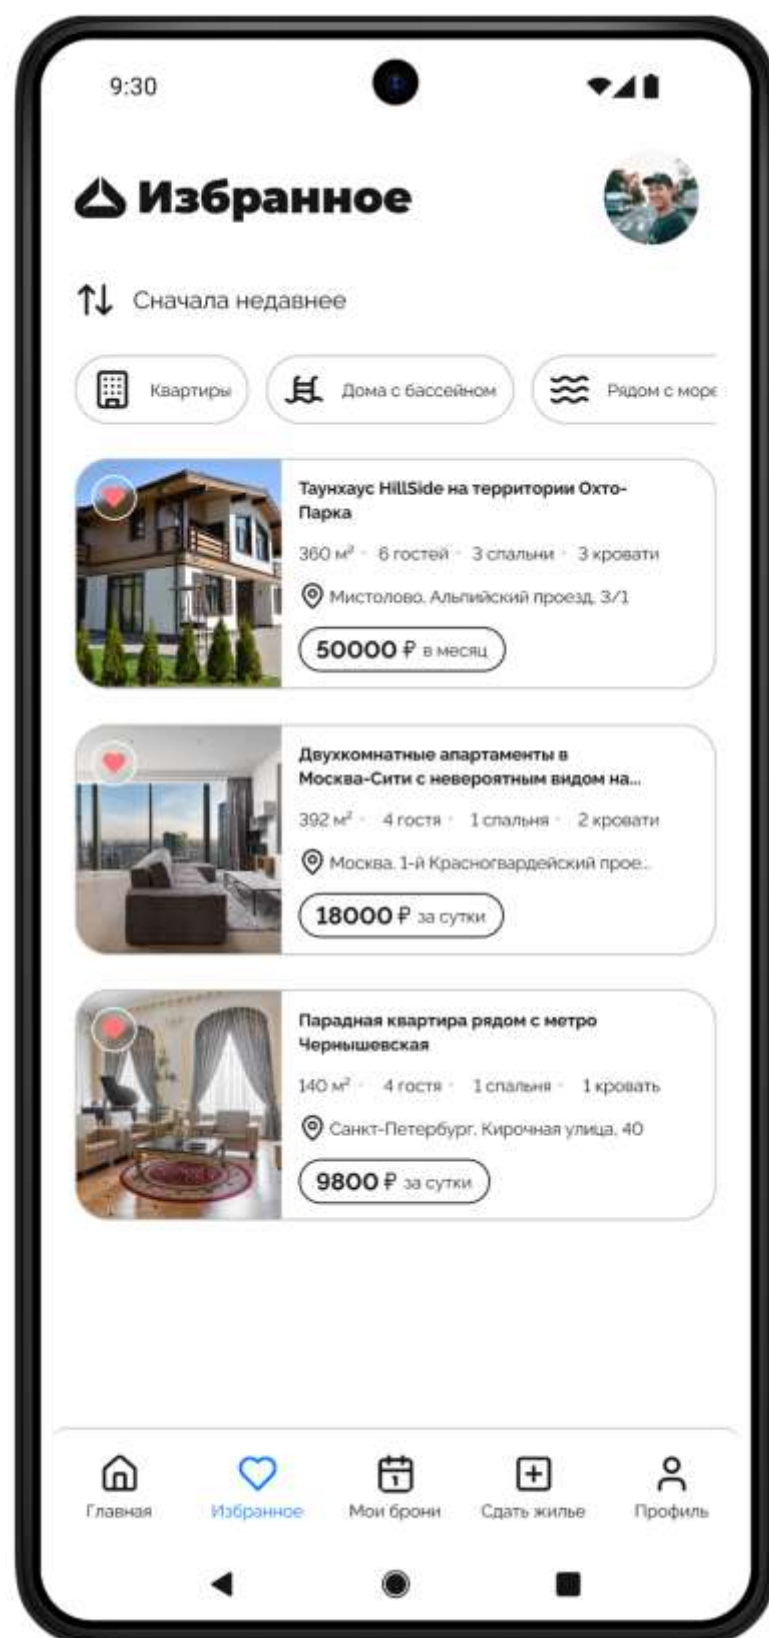 9:30
Избранное
Сначала недавнее
Квартиры
Дома с бассейном
Рядом с море
Таунхаус HillSide на территории Охто-
Парка
360 м² · 6 гостей · 3 спальни · 3 кровати
Мистолово, Альпийский проезд, 3/1
50000 ₽ в месяц
Двухкомнатные апартаменты в
Москва-Сити с невероятным видом на...
392 м² · 4 гостя · 1 спальня · 2 кровати
Москва, 1-й Красногвардейский прое...
18000 ₽ за сутки
Парадная квартира рядом с метро
Чернышевская
140 м² · 4 гостя · 1 спальня · 1 кровать
Санкт-Петербург, Кирочная улица, 40
9800 ₽ за сутки
1
Главная
Избранное
Мои брони
Сдать жилье
Профиль